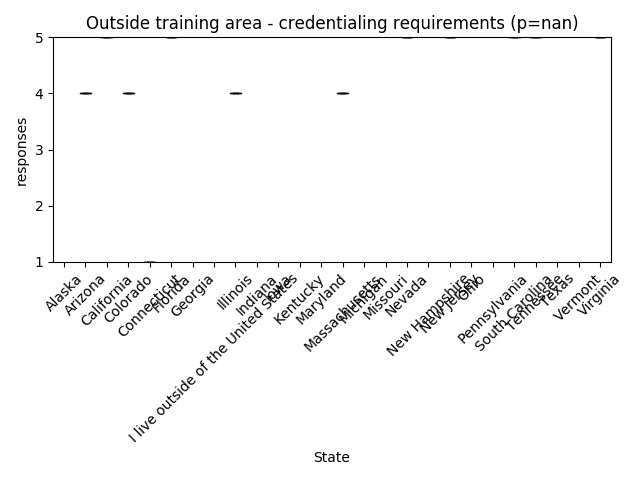 Outside training area - credentialing requirements (p=nan)
5
4
3
2
1
responses
Alaska
Arizona
California
Colorado
Connecticut
Florida
Georgia
Illinois
Indiana
Iowa
I live outside of the United States
Kentucky
Maryland
Massachusetts
Michigan
Missouri
Nevada
New Hampshire
New Jersey
Ohio
Pennsylvania
South Carolina
Tennessee
Texas
Vermont
Virginia
State